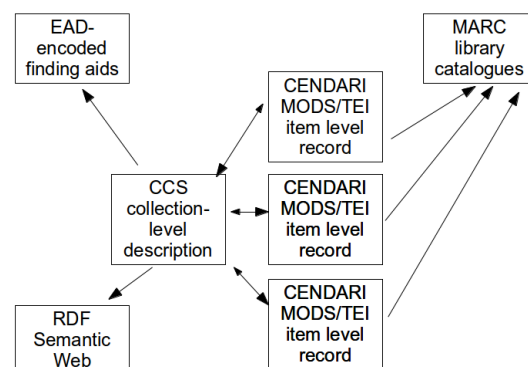 EAD-
encoded
finding aids
MARC
library
catalogues
CENDARI
MODS/TEI
item level
record
CCS
collection-
level
description
CENDARI
MODS/TEI
item level
record
CENDARI
MODS/TEI
item level
record
RDF
Semantic
Web